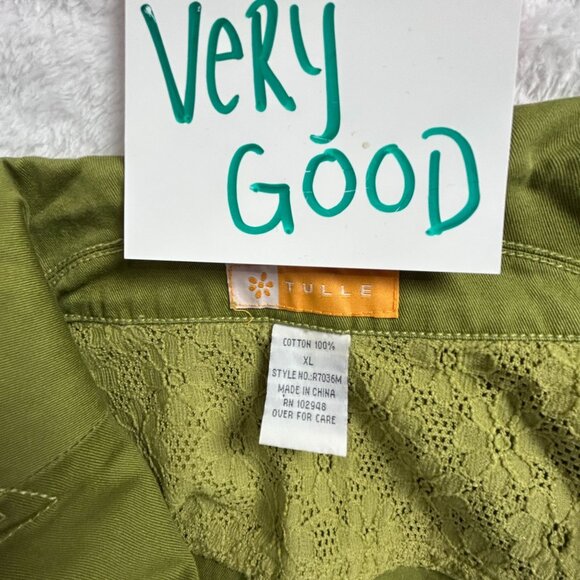 VERY
GOOD
TULLE
COTTON 100%
XL
STYLE NO.:R7036M
MADE IN CHINA
RN 102948
OVER FOR CARE